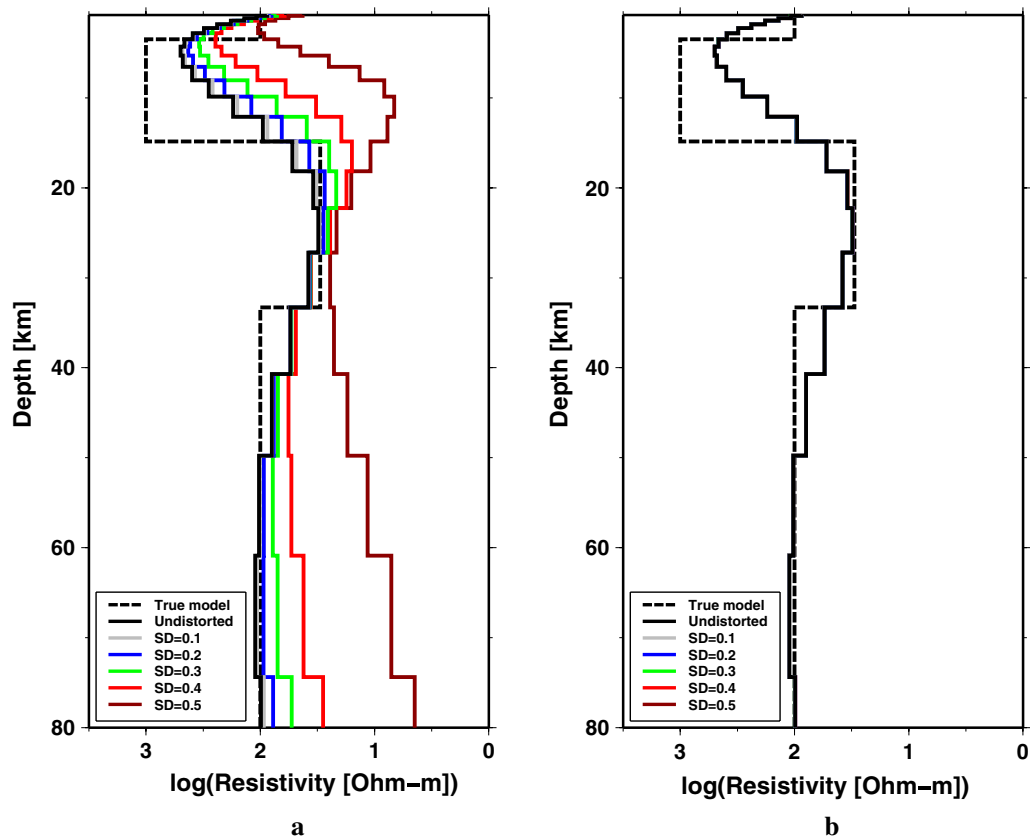 20
40
60
80
Depth [km]
3 2 1 0
log(Resistivity [Ohm−m])
True model
Undistorted
SD=0.1
SD=0.2
SD=0.3
SD=0.4
SD=0.5
a
20
40
60
80
Depth [km]
3 2 1 0
log(Resistivity [Ohm−m])
True model
Undistorted
SD=0.1
SD=0.2
SD=0.3
SD=0.4
SD=0.5
b